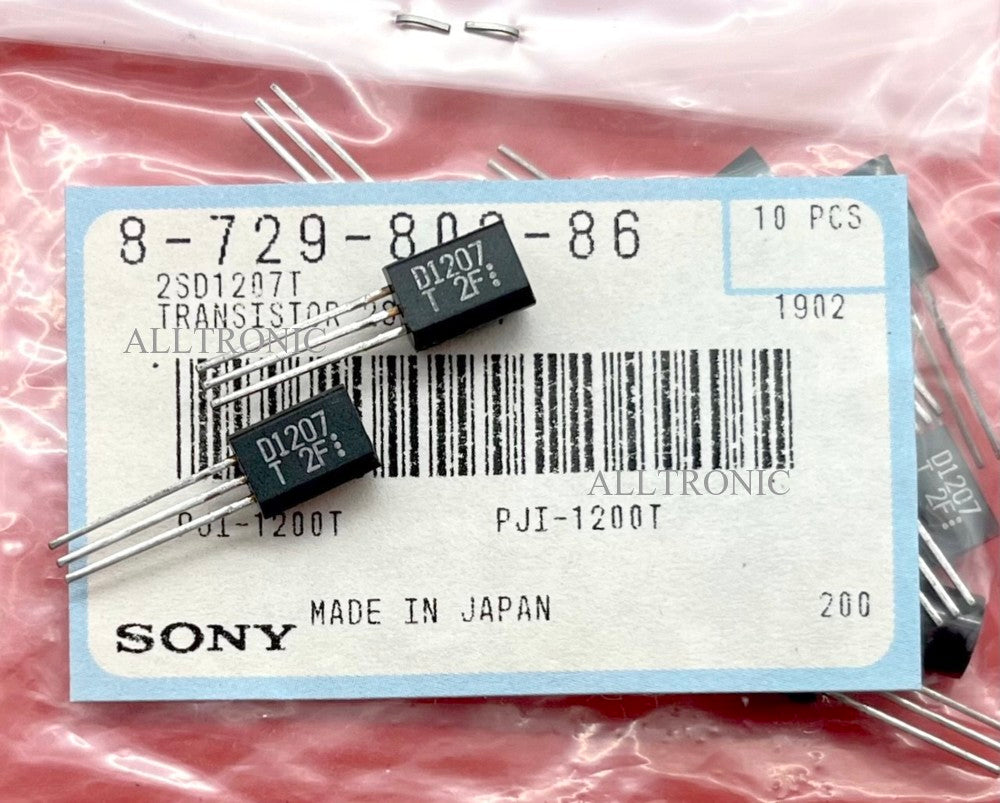 8-729-80 -86
10 PCS
2SD1207T
TRANSISTOR
1902
ALLTRONIC
D1207
T 2F
D1207
T 2F
ALLTRONIC
D1207
T 2F
PJI-1200T
PJI-1200T
MADE IN JAPAN
200
SONY